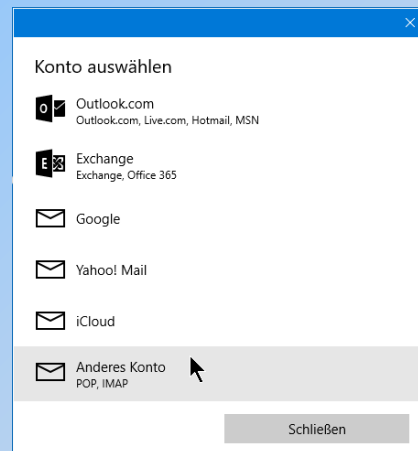 Konto auswählen
Outlook.com
Outlook.com, Live.com, Hotmail, MSN
Exchange
Exchange, Office 365
Google
Yahoo! Mail
iCloud
Anderes Konto
POP, IMAP
Schließen